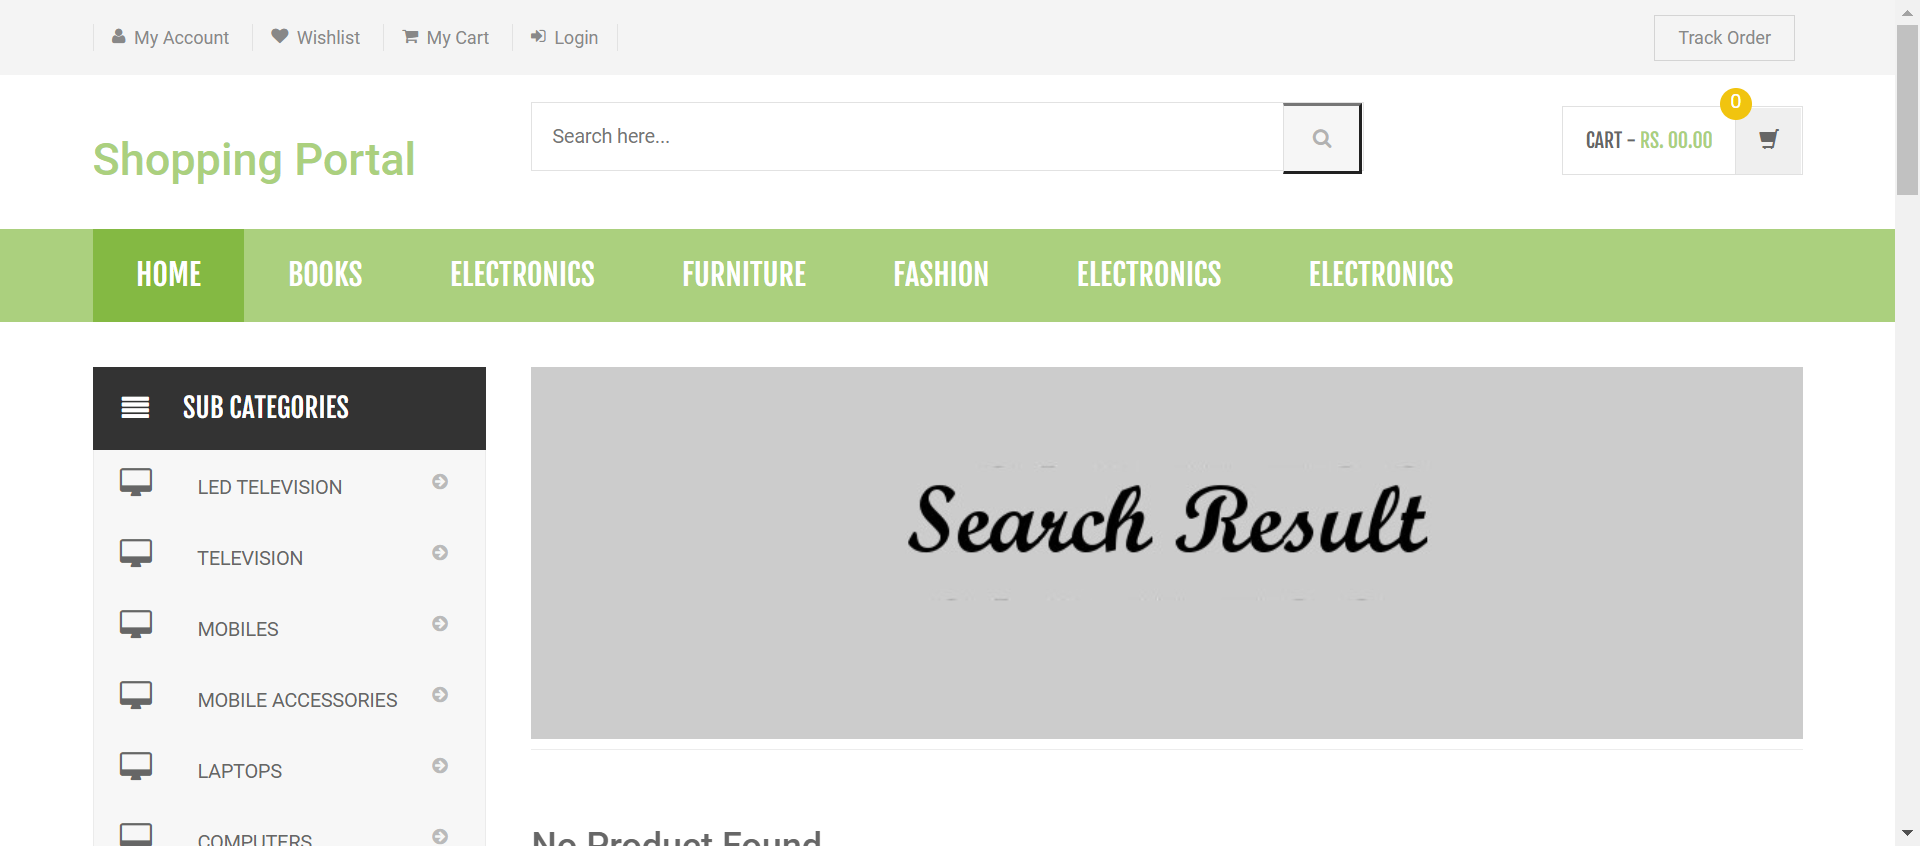 My Account
Wishlist
My Cart
Login
Track Order
Shopping Portal
Search here...
CART - RS. 00.00
0
HOME
BOOKS
ELECTRONICS
FURNITURE
FASHION
ELECTRONICS
ELECTRONICS
SUB CATEGORIES
LED TELEVISION
TELEVISION
MOBILES
MOBILE ACCESSORIES
LAPTOPS
COMPUTERS
Search Result
No Product Found